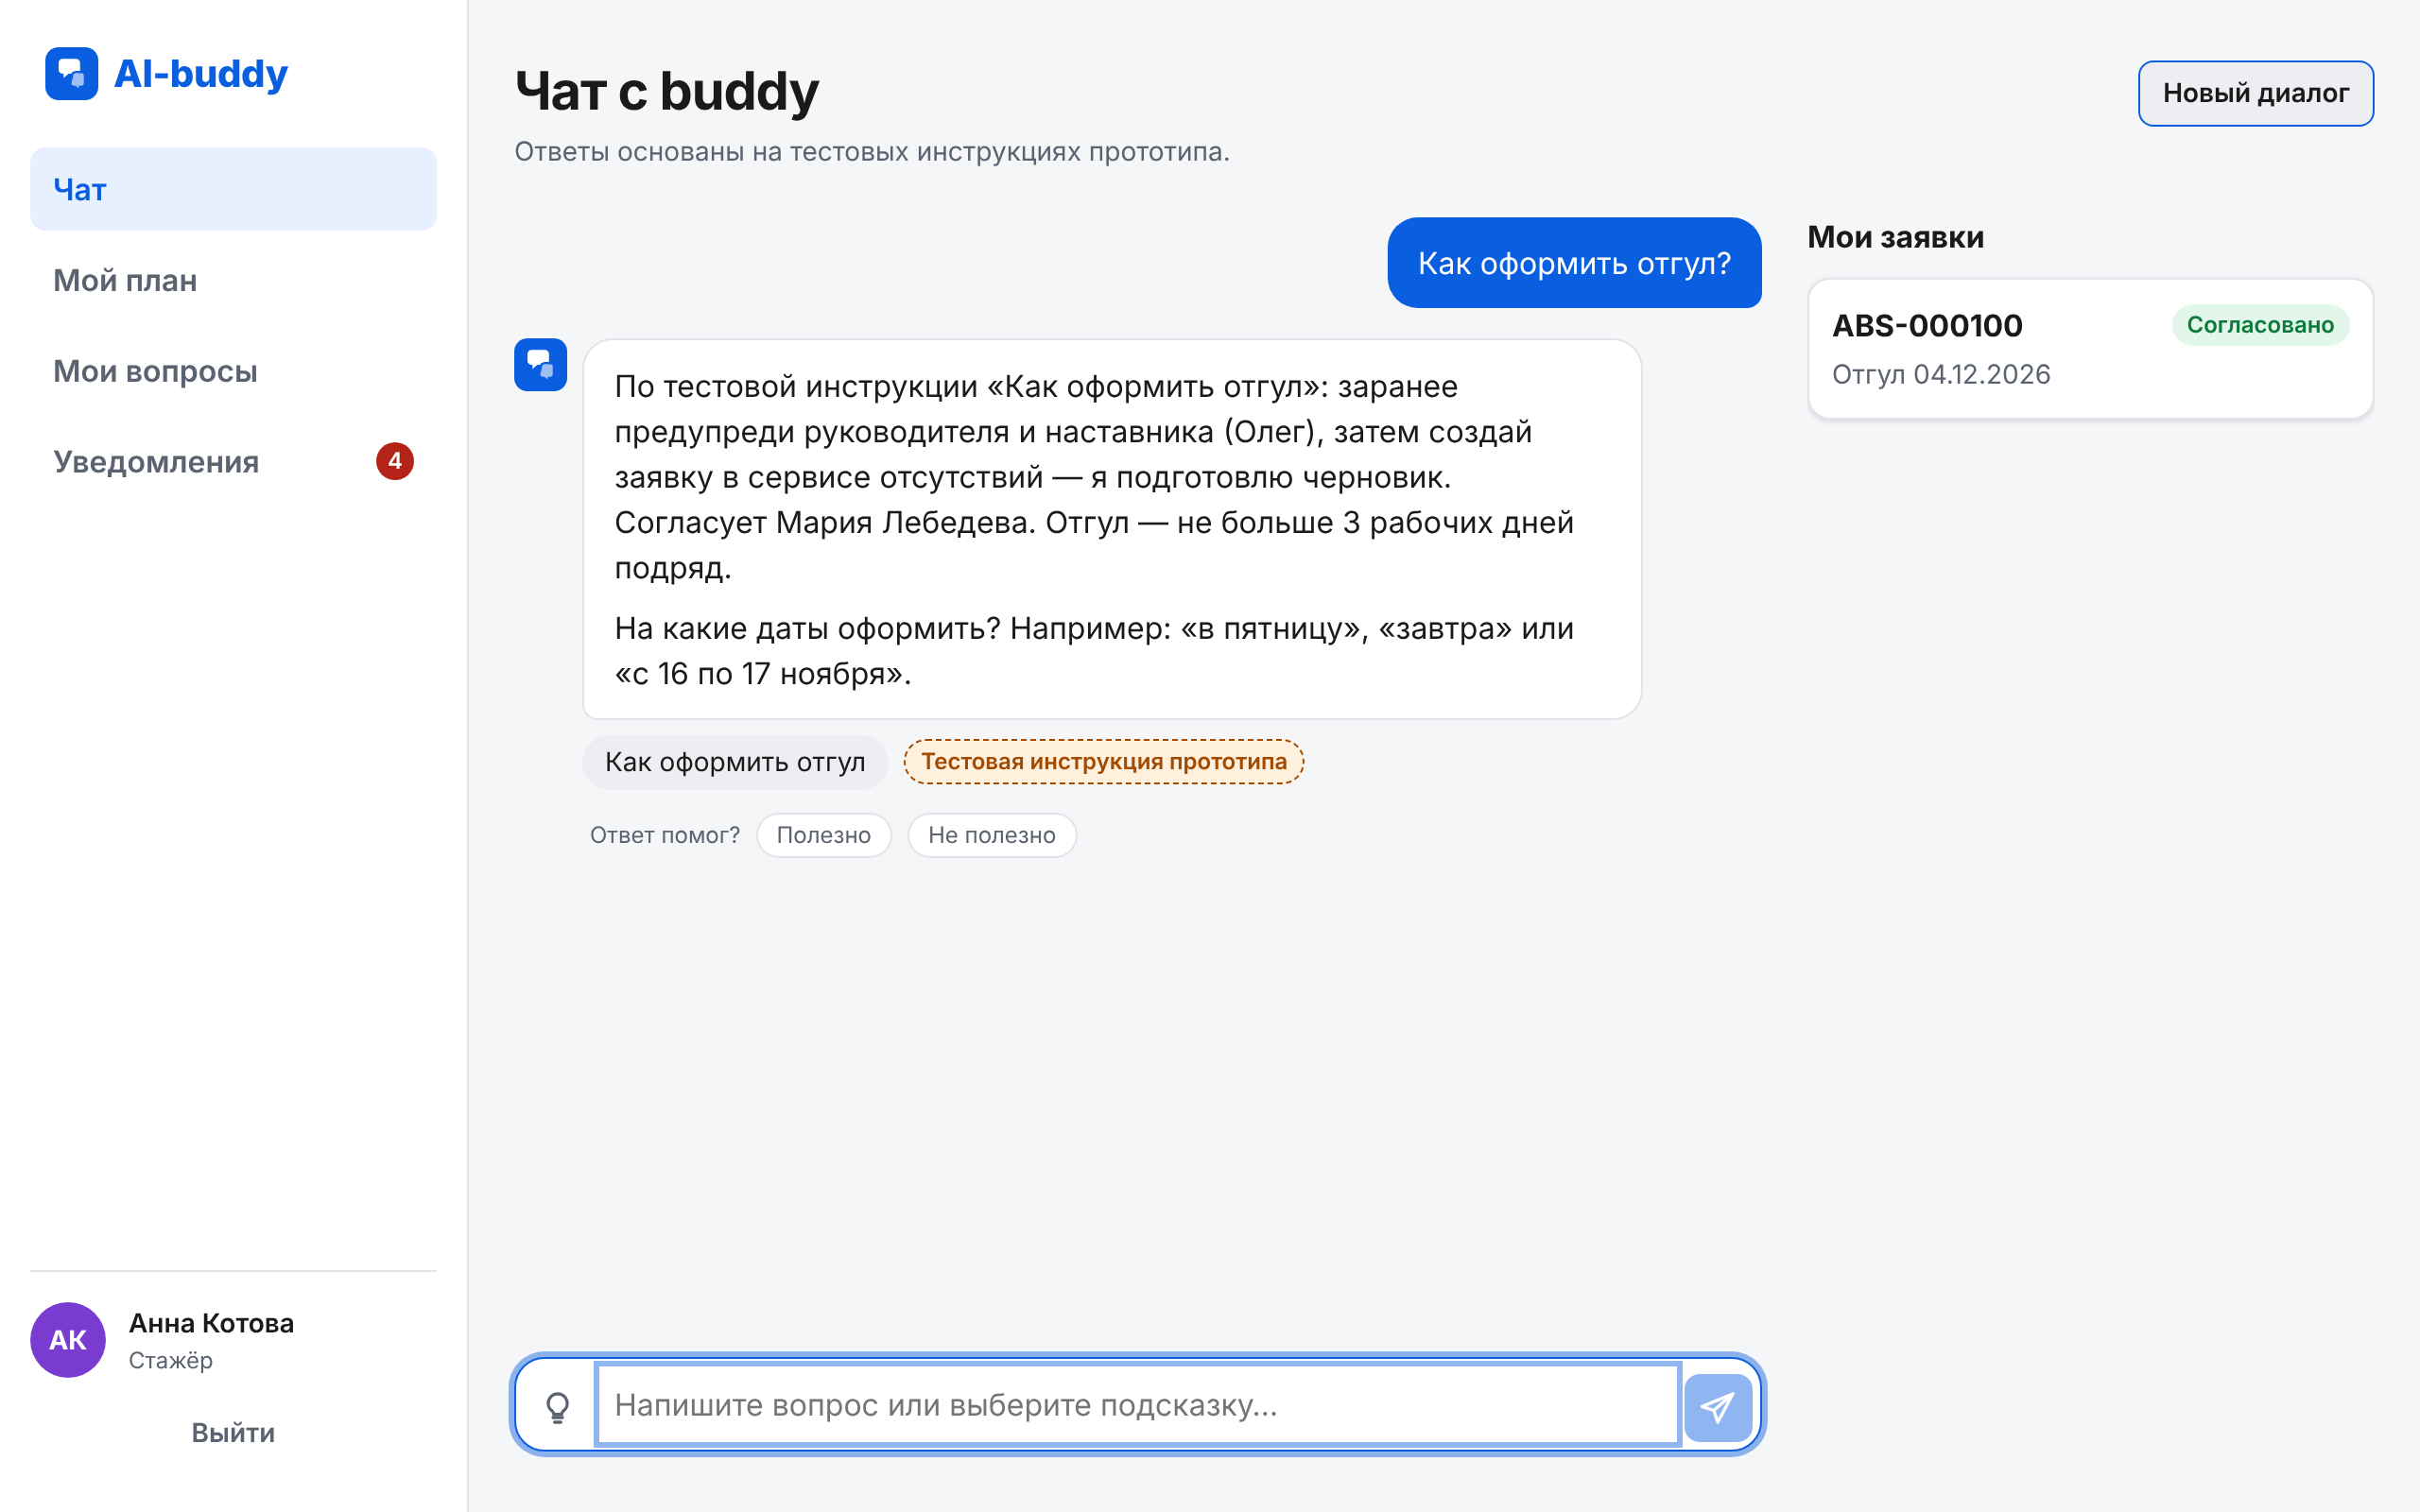 AI-buddy
Чат
Мой план
Мои вопросы
Уведомления
4
АК
Анна Котова
Стажёр
Выйти
Чат с buddy
Ответы основаны на тестовых инструкциях прототипа.
Новый диалог
Как оформить отгул?
По тестовой инструкции «Как оформить отгул»: заранее
предупреди руководителя и наставника (Олег), затем создай
заявку в сервисе отсутствий — я подготовлю черновик.
Согласует Мария Лебедева. Отгул — не больше 3 рабочих дней
подряд.
На какие даты оформить? Например: «в пятницу», «завтра» или
«с 16 по 17 ноября».
Как оформить отгул
Тестовая инструкция прототипа
Ответ помог?
Полезно
Не полезно
Напишите вопрос или выберите подсказку...
Мои заявки
ABS-000100
Согласовано
Отгул 04.12.2026